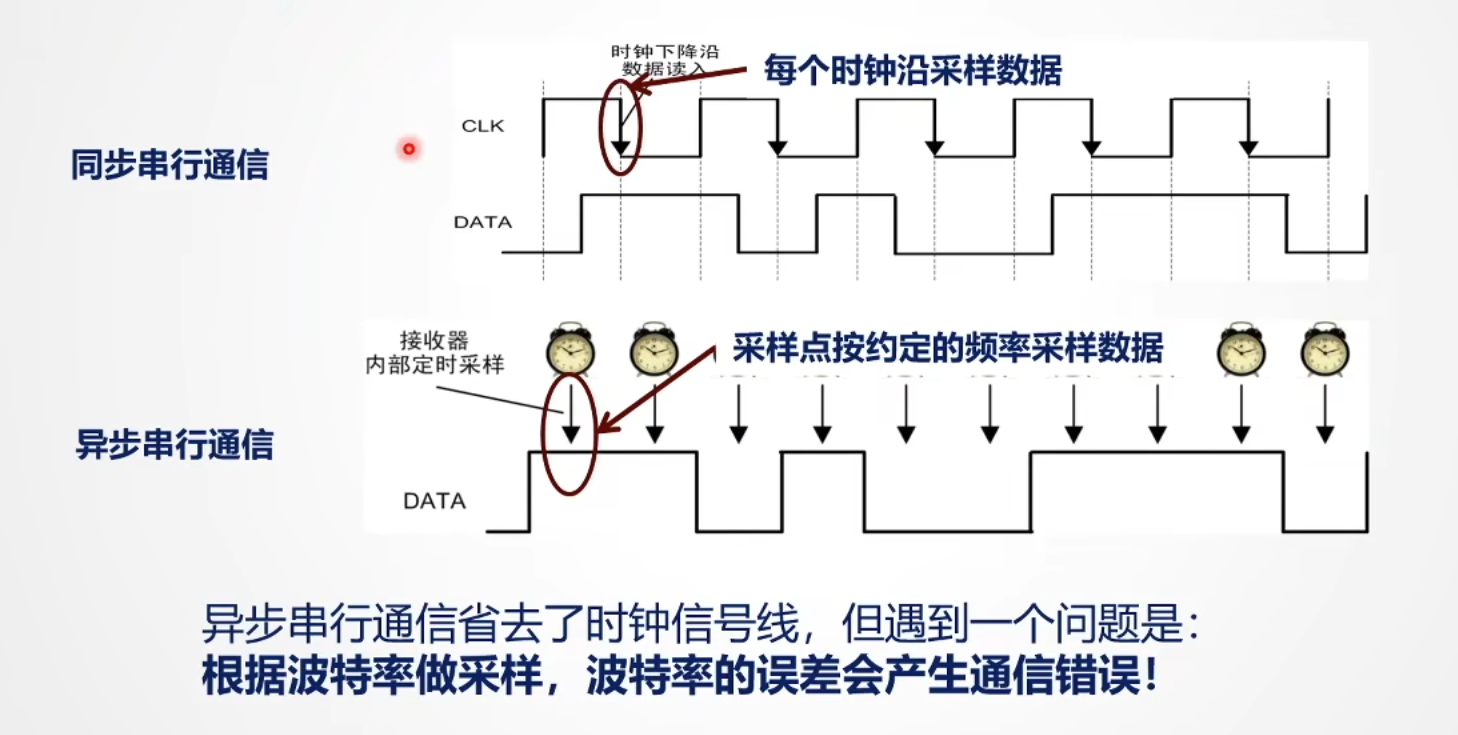 时钟下降沿
数据读入
每个时钟沿采样数据
CLK
同步串行通信
DATA
接收器
内部定时采样
采样点按约定的频率采样数据
异步串行通信
DATA
异步串行通信省去了时钟信号线，但遇到一个问题是：
根据波特率做采样，波特率的误差会产生通信错误！